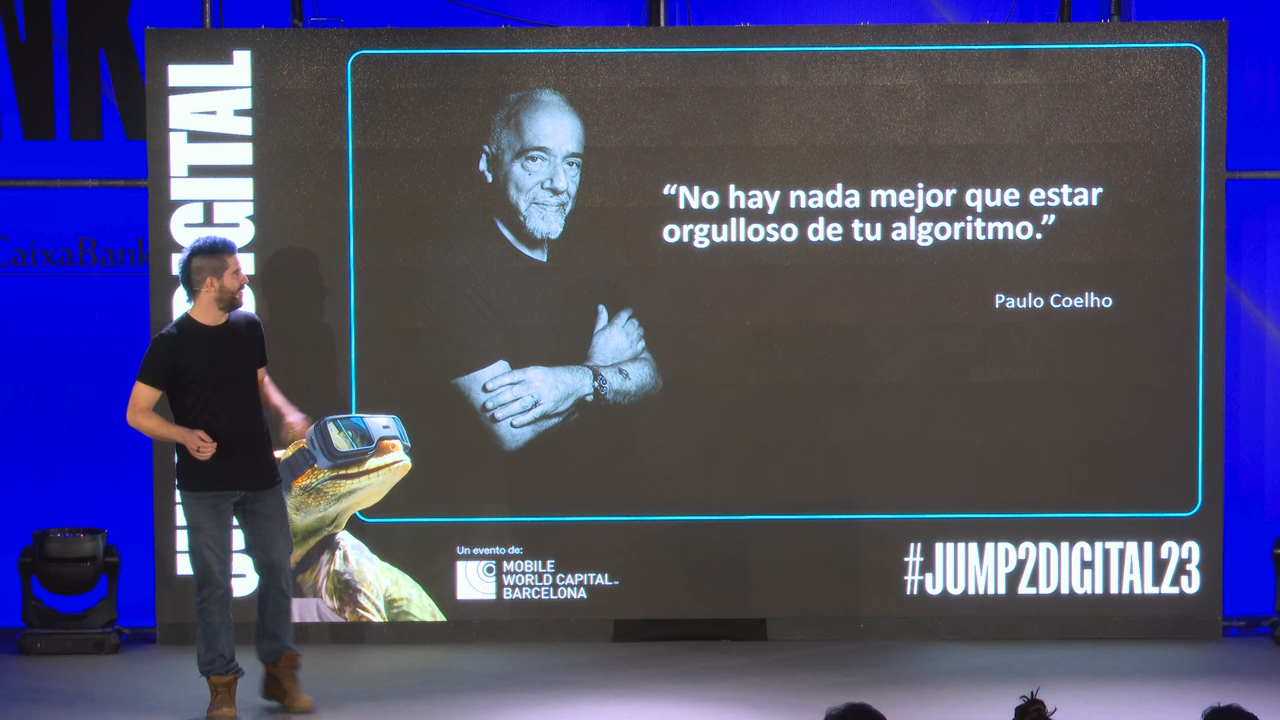 DIGITAL
CaixaBank
“No hay nada mejor que estar
orgulloso de tu algoritmo.”
Paulo Coelho
Un evento de:
MOBILE
WORLD CAPITAL™
BARCELONA
#JUMP2DIGITAL23